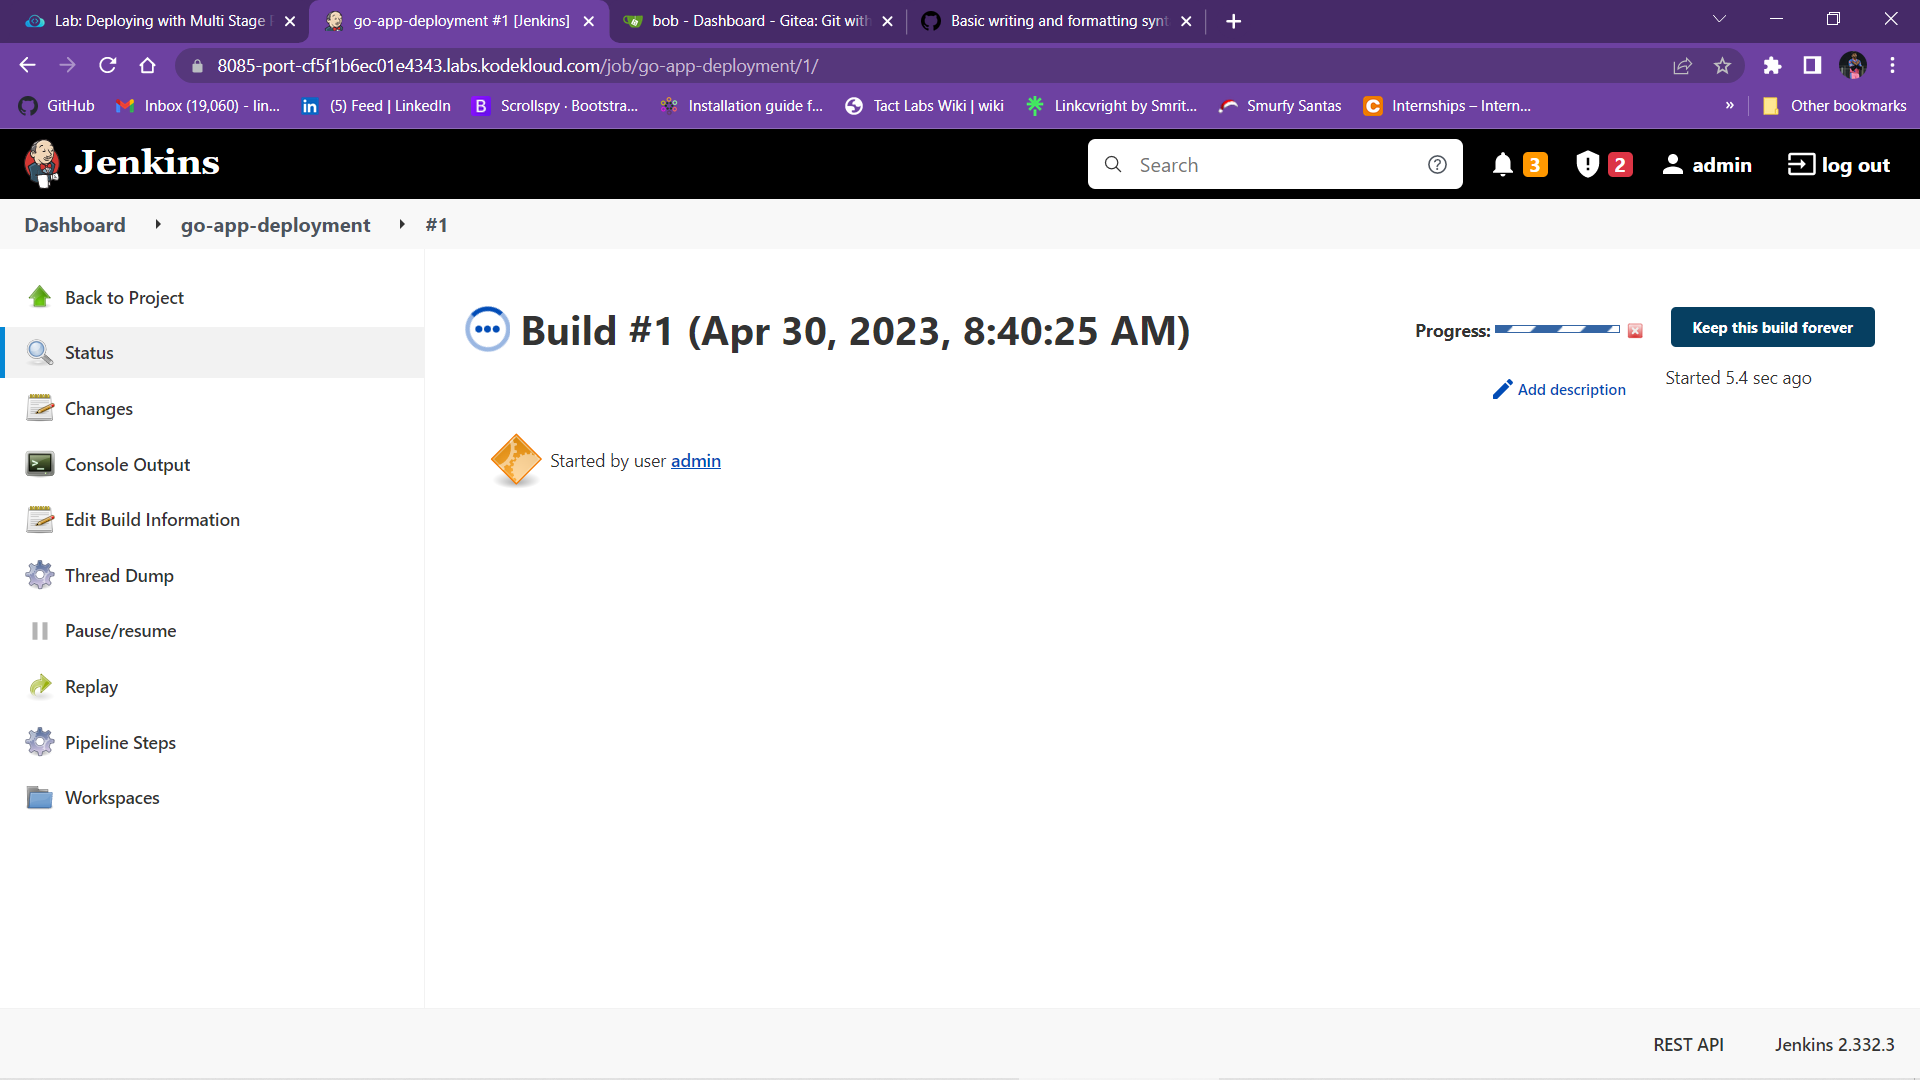 Lab: Deploying with Multi Stage
go-app-deployment #1 [Jenkins]
bob - Dashboard - Gitea: Git with
Basic writing and formatting synt
8085-port-cf5f1b6ec01e4343.labs.kodekloud.com/job/go-app-deployment/1/
GitHub
Inbox (19,060) - lin...
(5) Feed | LinkedIn
Scrollspy · Bootstra...
Installation guide f...
Tact Labs Wiki | wiki
Linkcvright by Smrit...
Smurfy Santas
Internships – Intern...
»
Other bookmarks
Jenkins
Search
3
2
admin
log out
Dashboard
go-app-deployment
#1
Back to Project
Status
Changes
Console Output
Edit Build Information
Thread Dump
Pause/resume
Replay
Pipeline Steps
Workspaces
Build #1 (Apr 30, 2023, 8:40:25 AM)
Progress:
Keep this build forever
Add description
Started 5.4 sec ago
Started by user admin
REST API
Jenkins 2.332.3